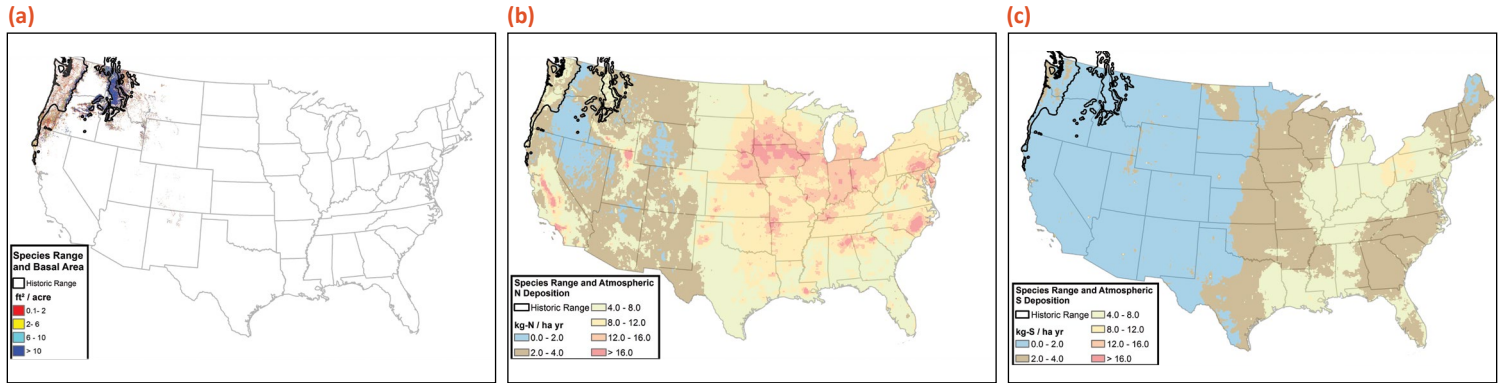 (a)
Species Range
and Basal Area
Historic Range
ft² / acre
0.1- 2
2- 6
6 - 10
> 10
(b)
Species Range and Atmospheric
N Deposition
Historic Range
kg-N / ha yr
0.0 - 2.0
2.0 - 4.0
4.0 - 8.0
8.0 - 12.0
12.0 - 16.0
> 16.0
(c)
Species Range and Atmospheric
S Deposition
Historic Range
kg-S / ha yr
0.0 - 2.0
2.0 - 4.0
4.0 - 8.0
8.0 - 12.0
12.0 - 16.0
> 16.0